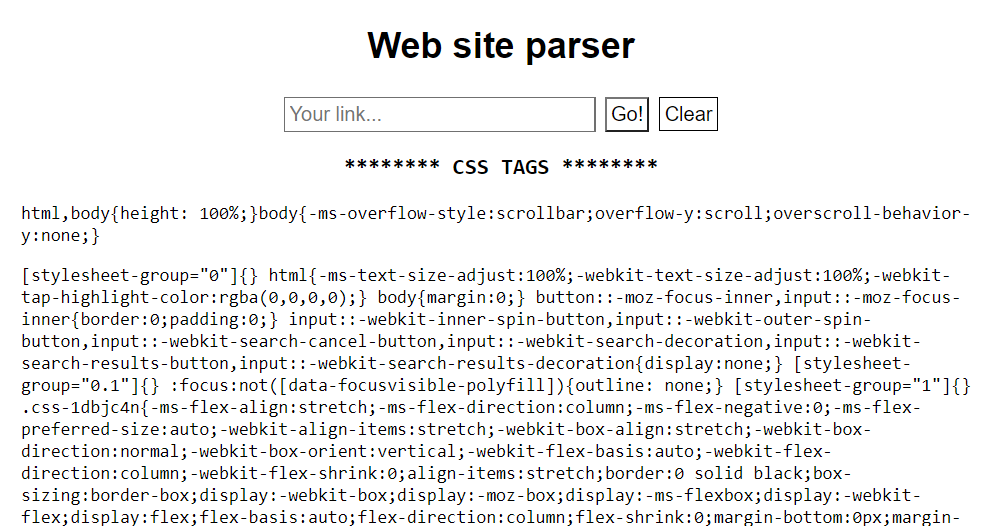 Web site parser
Your link... Go! Clear
******** CSS TAGS ********
html,body{height: 100%;}body{-ms-overflow-style:scrollbar;overflow-y:scroll;overscroll-behavior-
y:none;}
[stylesheet-group="0"]{} html{-ms-text-size-adjust:100%;-webkit-text-size-adjust:100%;-webkit-
tap-highlight-color:rgba(0,0,0,0);} body{margin:0;} button::-moz-focus-inner,input::-moz-focus-
inner{border:0;padding:0;} input::-webkit-inner-spin-button,input::-webkit-outer-spin-
button,input::-webkit-search-cancel-button,input::-webkit-search-decoration,input::-webkit-
search-results-button,input::-webkit-search-results-decoration{display:none;} [stylesheet-
group="0.1"]{} :focus:not([data-focusvisible-polyfill]){outline: none;} [stylesheet-group="1"]{}
.css-1dbjc4n{-ms-flex-align:stretch;-ms-flex-direction:column;-ms-flex-negative:0;-ms-flex-
preferred-size:auto;-webkit-align-items:stretch;-webkit-box-align:stretch;-webkit-box-
direction:normal;-webkit-box-orient:vertical;-webkit-flex-basis:auto;-webkit-flex-
direction:column;-webkit-flex-shrink:0;align-items:stretch;border:0 solid black;box-
sizing:border-box;display:-webkit-box;display:-moz-box;display:-ms-flexbox;display:-webkit-
flex;display:flex;flex-basis:auto;flex-direction:column;flex-shrink:0;margin-bottom:0px;margin-